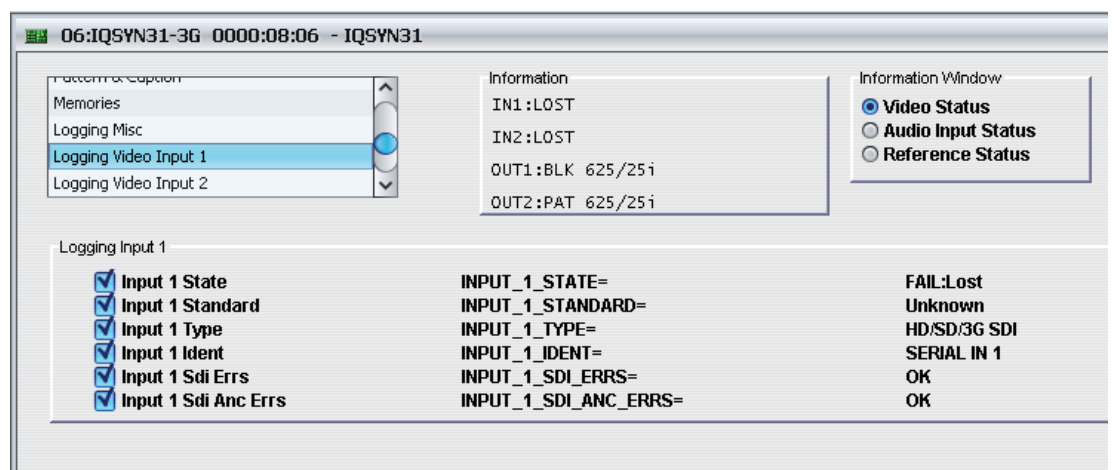 06:IQSYN31-3G 0000:08:06 - IQSYN31
Pattern & Caption
Memories
Logging Misc
Logging Video Input 1
Logging Video Input 2
Information
IN1:LOST
IN2:LOST
OUT1:BLK 625/25i
OUT2:PAT 625/25i
Information Window
Video Status
Audio Input Status
Reference Status
Logging Input 1
Input 1 State INPUT_1_STATE= FAIL:Lost
Input 1 Standard INPUT_1_STANDARD= Unknown
Input 1 Type INPUT_1_TYPE= HD/SD/3G SDI
Input 1 Ident INPUT_1_IDENT= SERIAL IN 1
Input 1 Sdi Errs INPUT_1_SDI_ERRS= OK
Input 1 Sdi Anc Errs INPUT_1_SDI_ANC_ERRS= OK